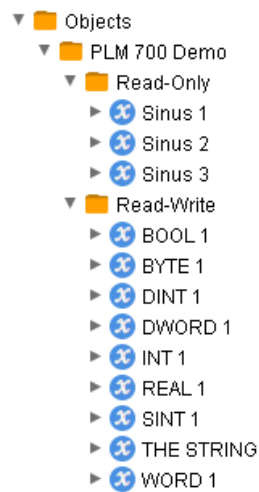 Objects
PLM 700 Demo
Read-Only
Sinus 1
Sinus 2
Sinus 3
Read-Write
BOOL 1
BYTE 1
DINT 1
DWORD 1
INT 1
REAL 1
SINT 1
THE STRING
WORD 1